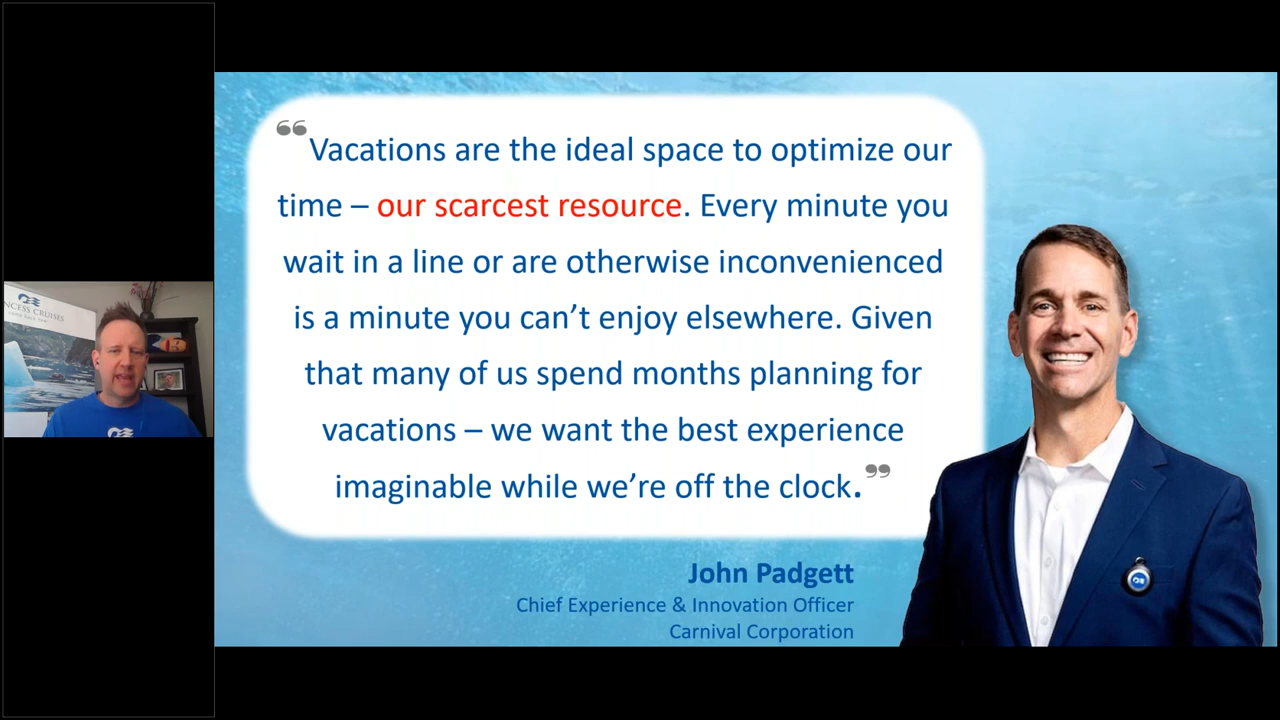 “Vacations are the ideal space to optimize our
time – our scarcest resource. Every minute you
wait in a line or are otherwise inconvenienced
is a minute you can’t enjoy elsewhere. Given
that many of us spend months planning for
vacations – we want the best experience
imaginable while we’re off the clock.”
John Padgett
Chief Experience & Innovation Officer
Carnival Corporation
NCESS CRUISES